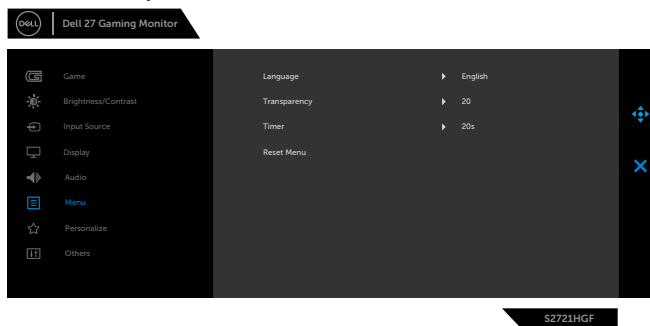 DELL
Dell 27 Gaming Monitor
Game
Language English
Brightness/Contrast
Transparency 20
Input Source
Timer 20s
Display
Reset Menu
Audio
Menu
Personalize
Others
S2721HGF